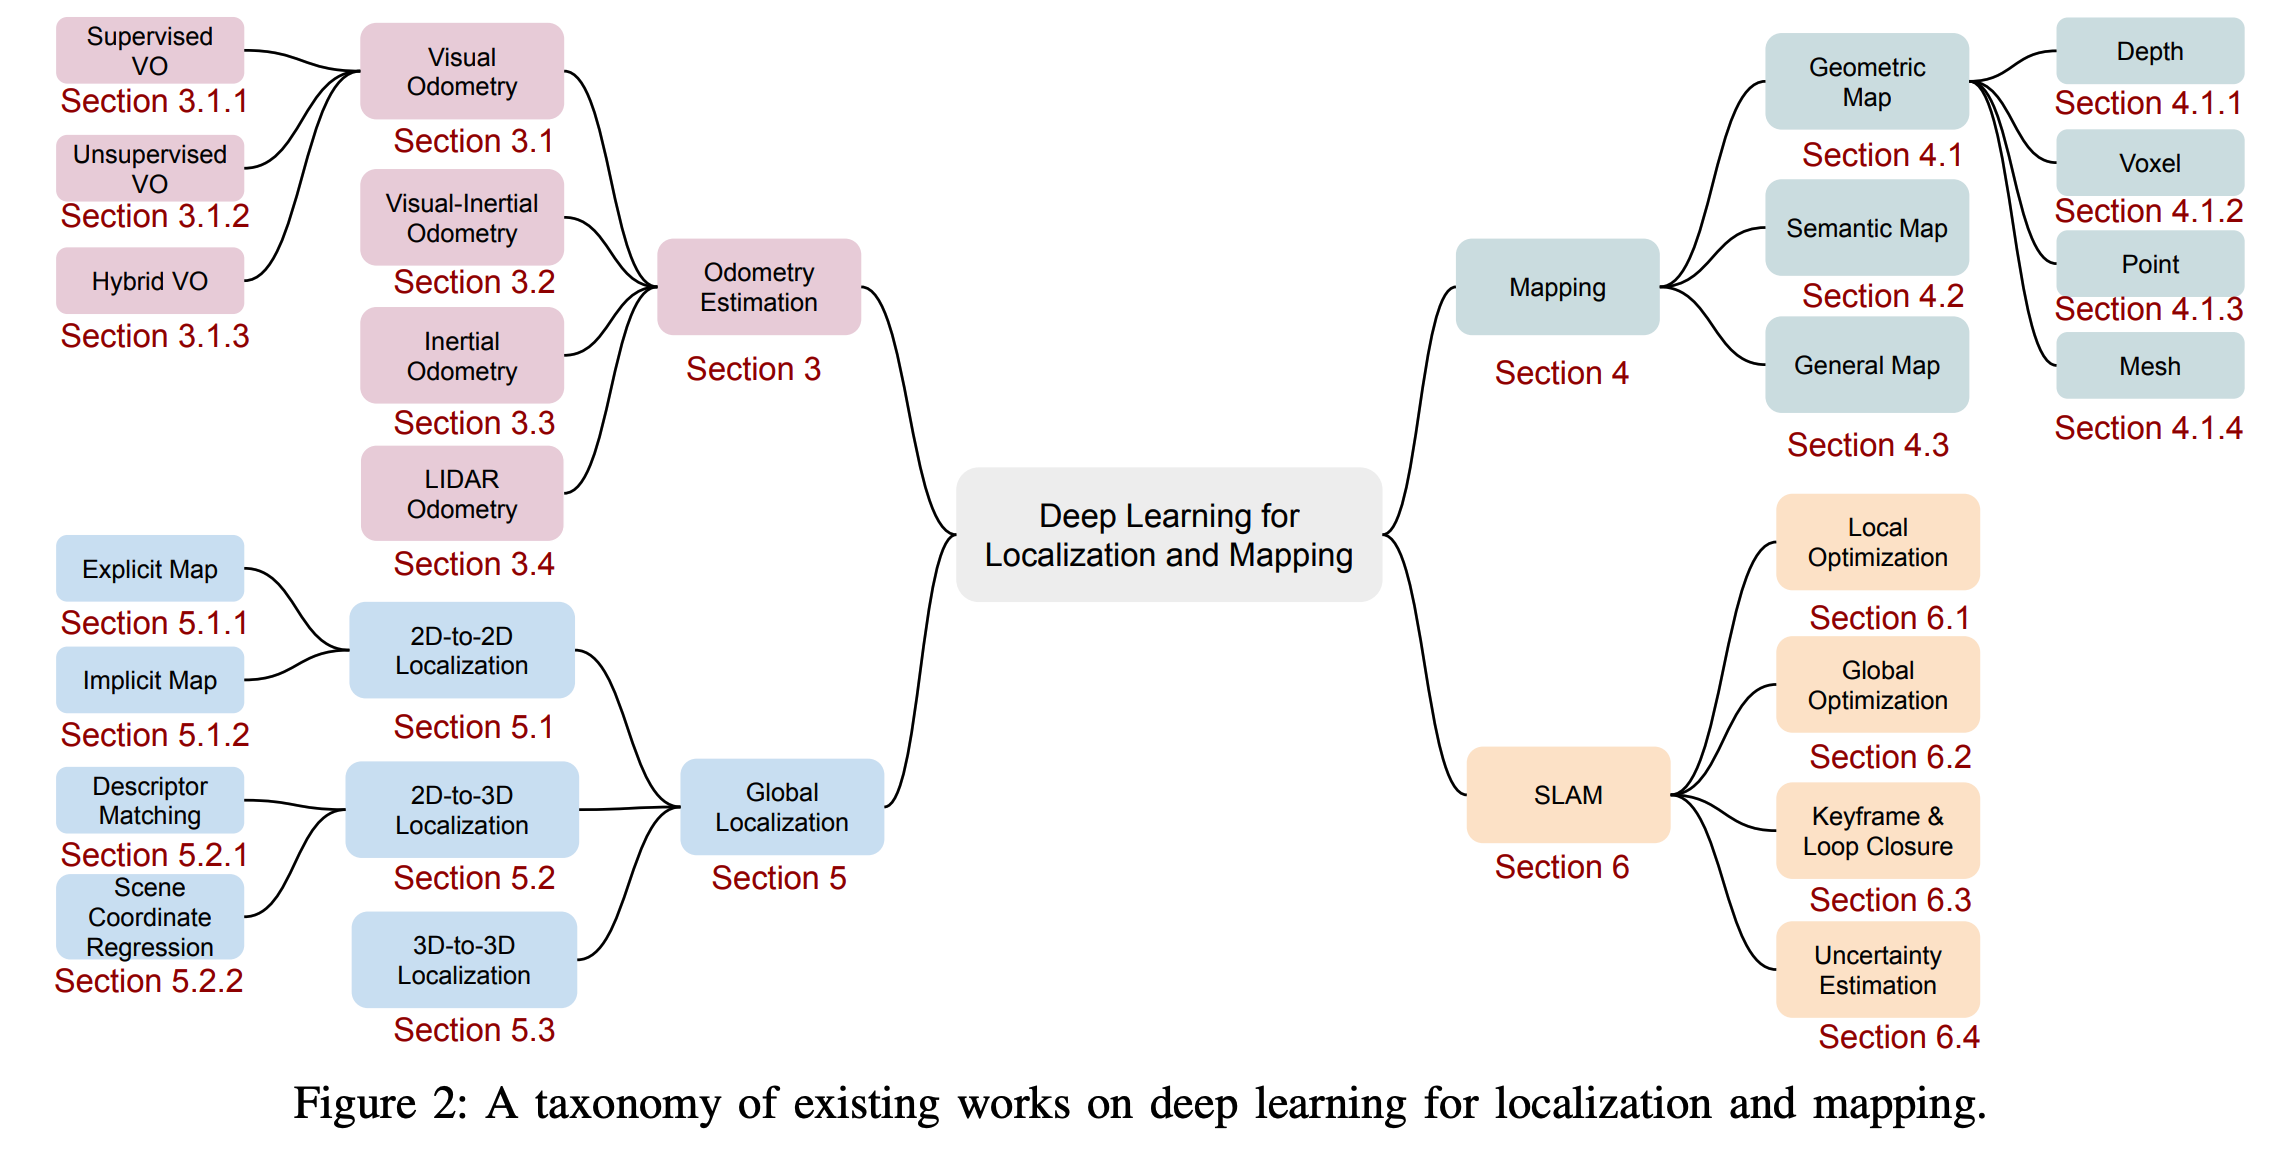 Supervised
VO
Section 3.1.1
Unsupervised
VO
Section 3.1.2
Hybrid VO
Section 3.1.3
Visual
Odometry
Section 3.1
Visual-Inertial
Odometry
Section 3.2
Inertial
Odometry
Section 3.3
LIDAR
Odometry
Section 3.4
Odometry
Estimation
Section 3
Explicit Map
Section 5.1.1
Implicit Map
Section 5.1.2
Descriptor
Matching
Section 5.2.1
Scene
Coordinate
Regression
Section 5.2.2
2D-to-2D
Localization
Section 5.1
2D-to-3D
Localization
Section 5.2
3D-to-3D
Localization
Section 5.3
Global
Localization
Section 5
Deep Learning for
Localization and Mapping
Mapping
Section 4
Geometric
Map
Section 4.1
Semantic Map
Section 4.2
General Map
Section 4.3
Depth
Section 4.1.1
Voxel
Section 4.1.2
Point
Section 4.1.3
Mesh
Section 4.1.4
SLAM
Section 6
Local
Optimization
Section 6.1
Global
Optimization
Section 6.2
Keyframe &
Loop Closure
Section 6.3
Uncertainty
Estimation
Section 6.4
Figure 2: A taxonomy of existing works on deep learning for localization and mapping.